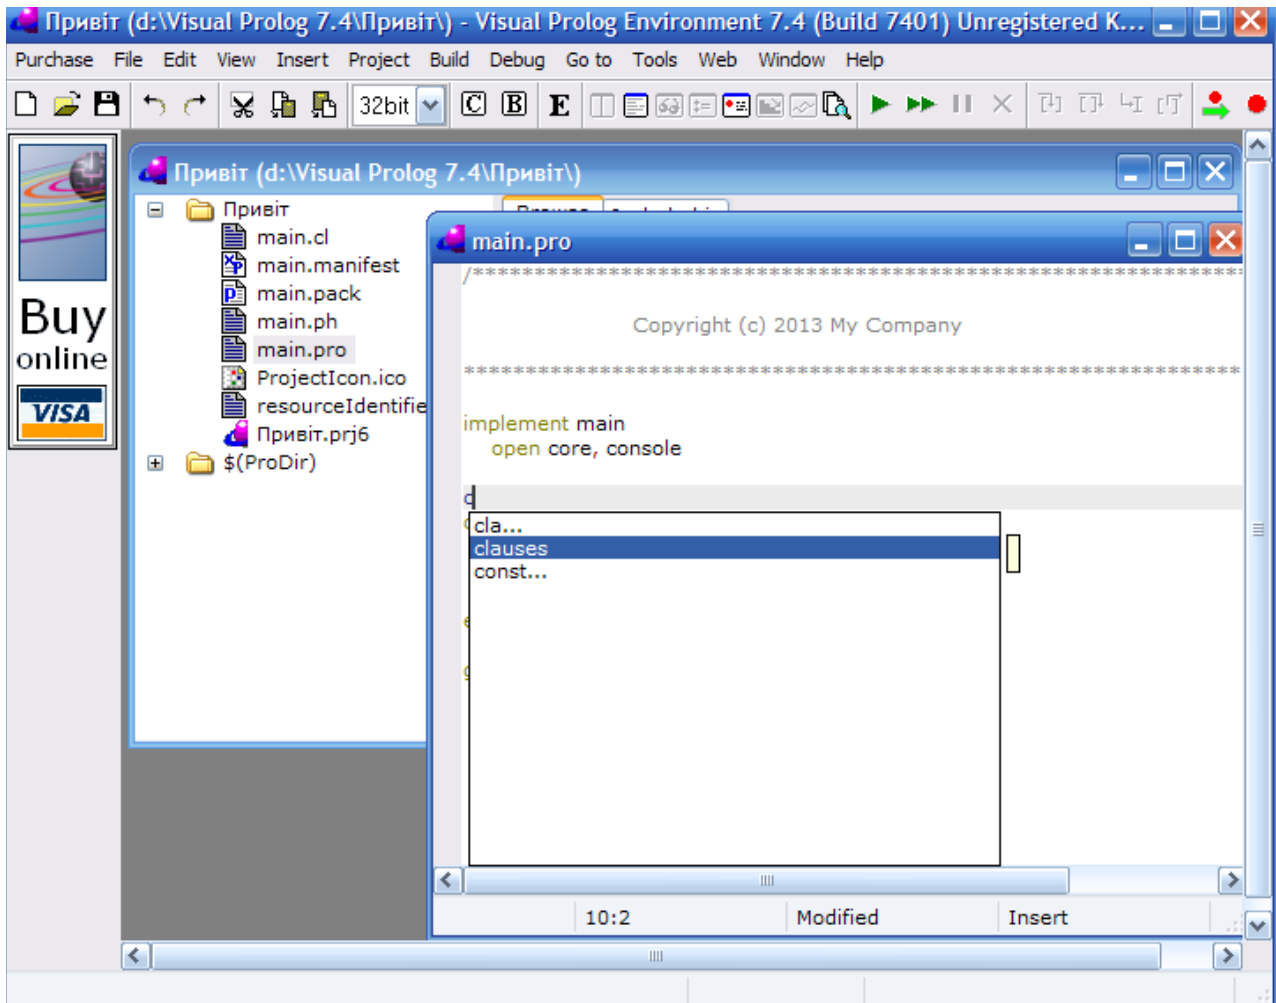 Привіт (d:\Visual Prolog 7.4\Привіт\) - Visual Prolog Environment 7.4 (Build 7401) Unregistered K...
Purchase File Edit View Insert Project Build Debug Go to Tools Web Window Help
32bit C B E
Buy
online
VISA
Привіт (d:\Visual Prolog 7.4\Привіт\)
Привіт
main.cl
main.manifest
main.pack
main.ph
main.pro
ProjectIcon.ico
resourceIdentifie
Привіт.prj6
$(ProDir)
main.pro
/***************************************************************
Copyright (c) 2013 My Company
***************************************************************
implement main
open core, console
c
cla...
clauses
const...
10:2 Modified Insert